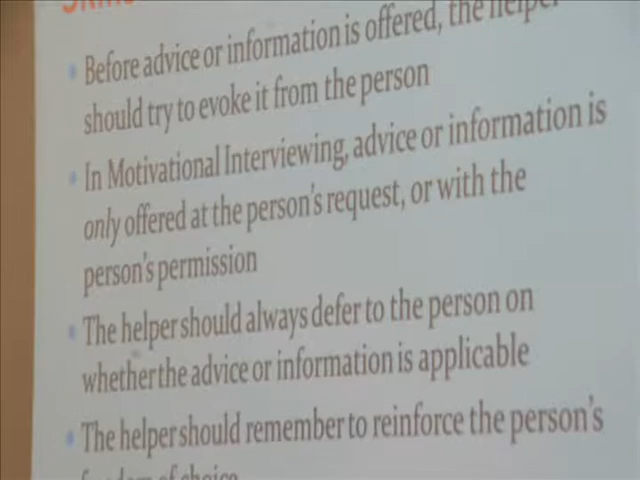 Before advice or information is offered, the helper
should try to evoke it from the person
In Motivational Interviewing, advice or information is
only offered at the person's request, or with the
person's permission
The helper should always defer to the person on
whether the advice or information is applicable
The helper should remember to reinforce the person's
freedom of choice